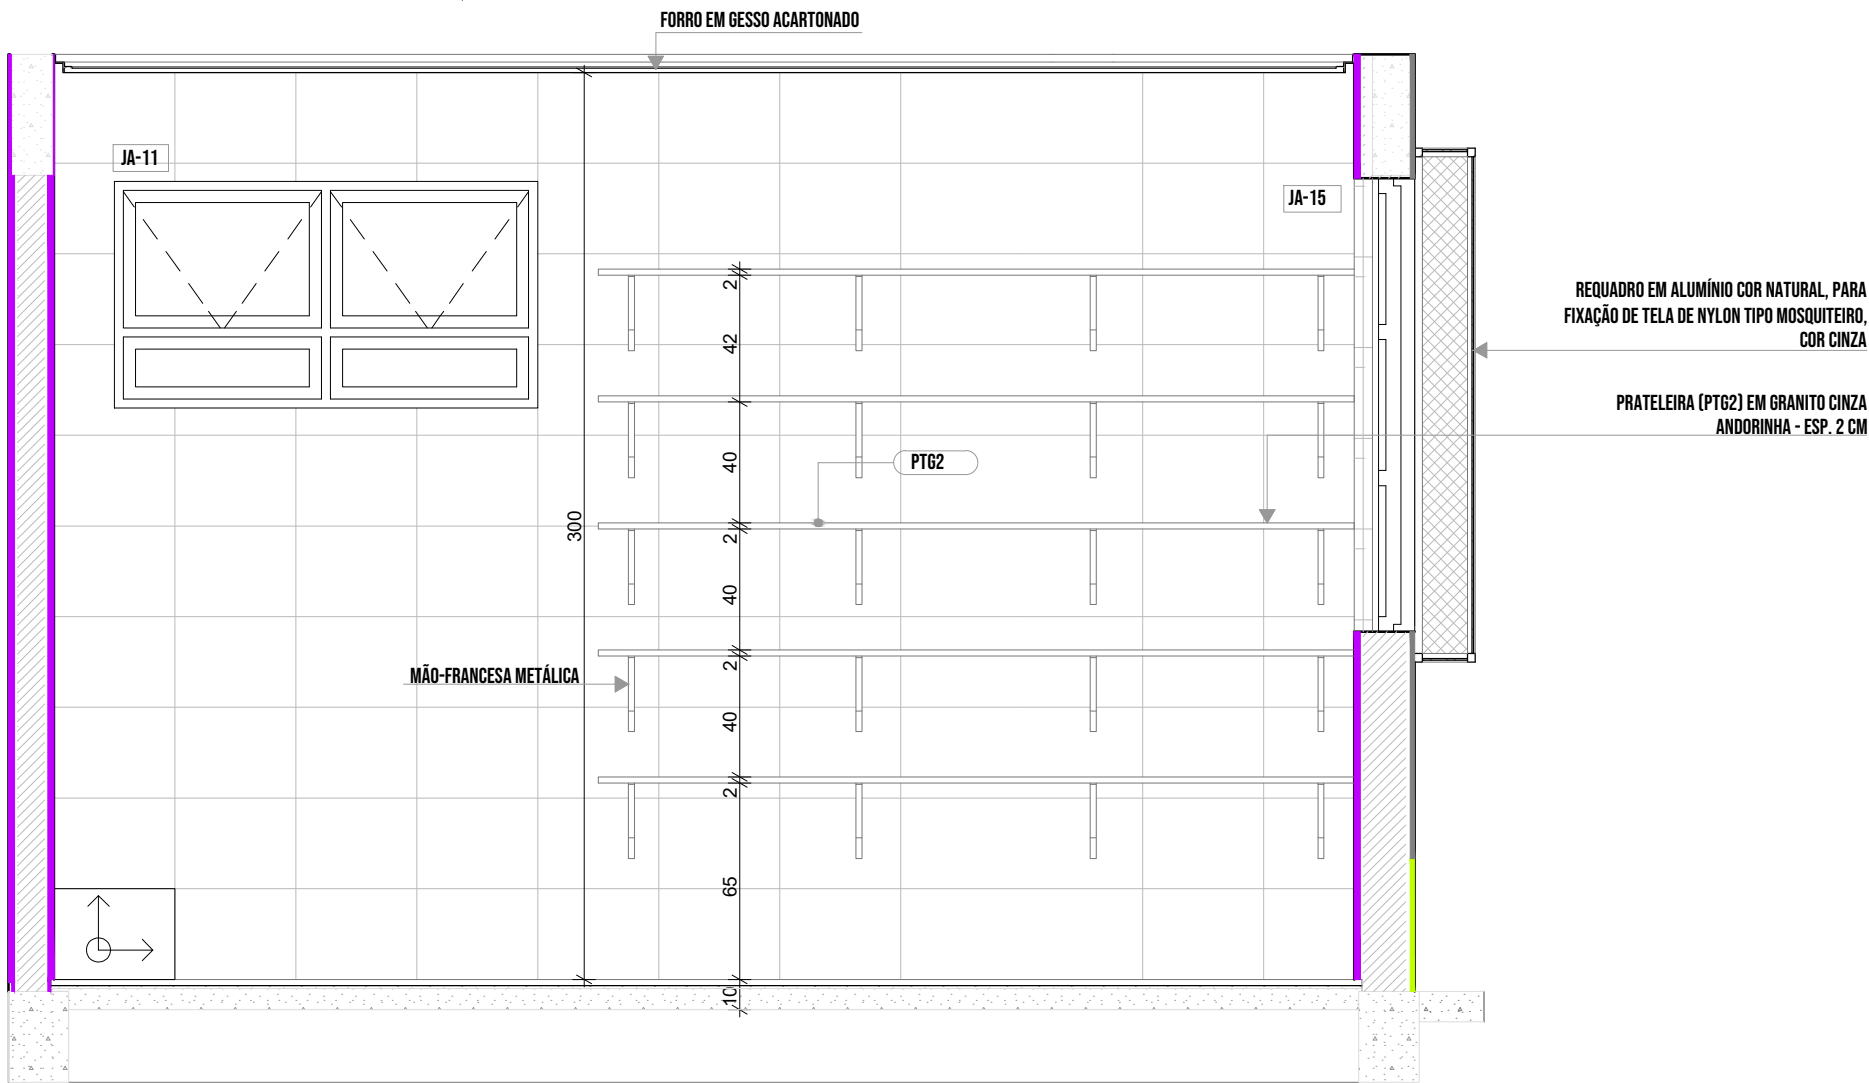 FORRO EM GESSO ACARTONADO
JA-11
JA-15
REQUADRO EM ALUMÍNIO COR NATURAL, PARA
FIXAÇÃO DE TELA DE NYLON TIPO MOSQUITEIRO,
COR CINZA
PRATELEIRA (PTG2) EM GRANITO CINZA
ANDORINHA - ESP. 2 CM
2
42
40
PTG2
300
2
40
2
MÃO-FRANCESA METÁLICA
40
2
65
10